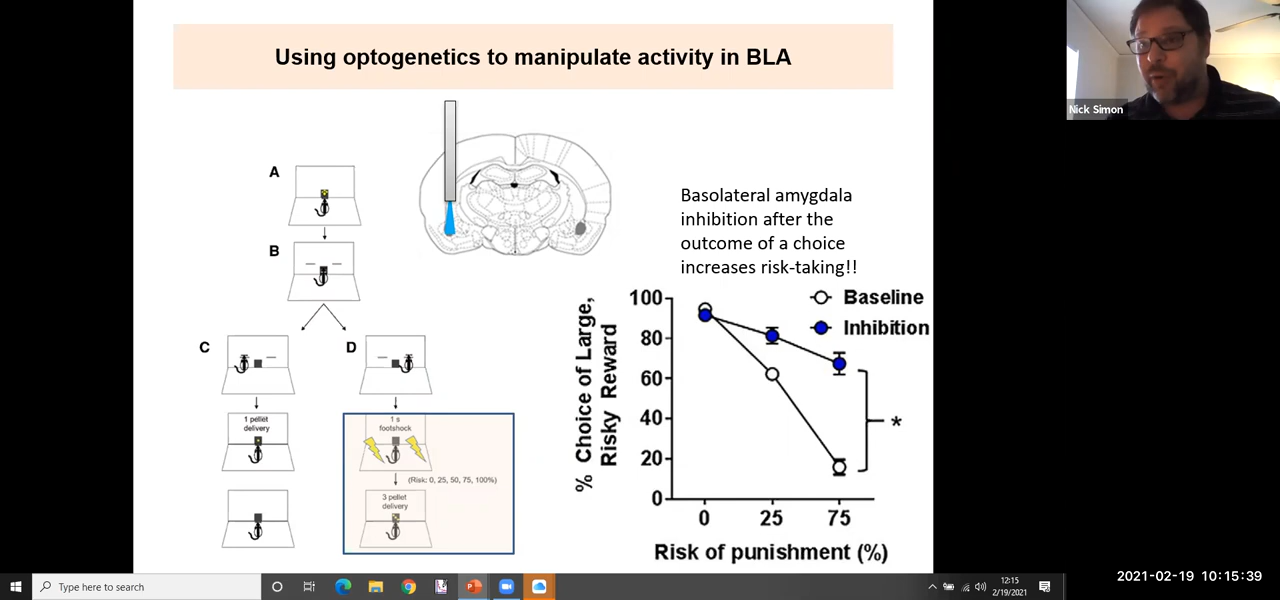 Using optogenetics to manipulate activity in BLA
Nick Simon
A
B
C
D
1 pellet
delivery
1 s
footshock
(Risk: 0, 25, 50, 75, 100%)
3 pellet
delivery
Basolateral amygdala
inhibition after the
outcome of a choice
increases risk-taking!!
Baseline
Inhibition
% Choice of Large,
Risky Reward
100
80
60
40
20
0
*
0 25 75
Risk of punishment (%)
Type here to search
12:15
2/19/2021
2021-02-19 10:15:39